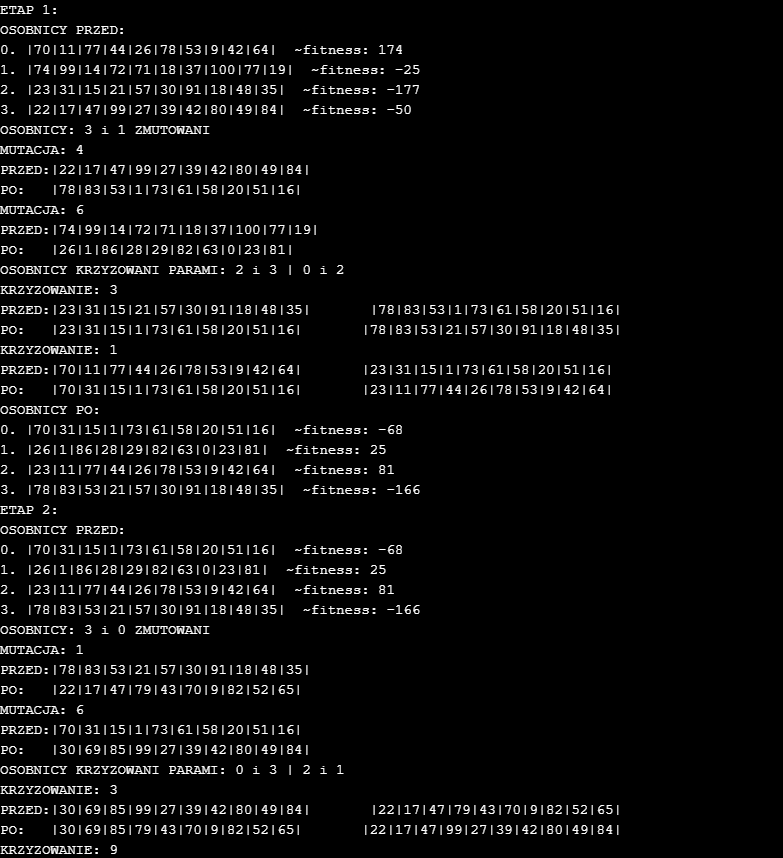 ETAP 1:
OSOBNICY PRZED:
0. |70|11|77|44|26|78|53|9|42|64|  ~fitness: 174
1. |74|99|14|72|71|18|37|100|77|19|  ~fitness: -25
2. |23|31|15|21|57|30|91|18|48|35|  ~fitness: -177
3. |22|17|47|99|27|39|42|80|49|84|  ~fitness: -50
OSOBNICY: 3 i 1 ZMUTOWANI
MUTACJA: 4
PRZED:|22|17|47|99|27|39|42|80|49|84|
PO:   |78|83|53|1|73|61|58|20|51|16|
MUTACJA: 6
PRZED:|74|99|14|72|71|18|37|100|77|19|
PO:   |26|1|86|28|29|82|63|0|23|81|
OSOBNICY KRZYZOWANI PARAMI: 2 i 3 | 0 i 2
KRZYZOWANIE: 3
PRZED:|23|31|15|21|57|30|91|18|48|35|       |78|83|53|1|73|61|58|20|51|16|
PO:   |23|31|15|1|73|61|58|20|51|16|       |78|83|53|21|57|30|91|18|48|35|
KRZYZOWANIE: 1
PRZED:|70|11|77|44|26|78|53|9|42|64|       |23|31|15|1|73|61|58|20|51|16|
PO:   |70|31|15|1|73|61|58|20|51|16|       |23|11|77|44|26|78|53|9|42|64|
OSOBNICY PO:
0. |70|31|15|1|73|61|58|20|51|16|  ~fitness: -68
1. |26|1|86|28|29|82|63|0|23|81|  ~fitness: 25
2. |23|11|77|44|26|78|53|9|42|64|  ~fitness: 81
3. |78|83|53|21|57|30|91|18|48|35|  ~fitness: -166
ETAP 2:
OSOBNICY PRZED:
0. |70|31|15|1|73|61|58|20|51|16|  ~fitness: -68
1. |26|1|86|28|29|82|63|0|23|81|  ~fitness: 25
2. |23|11|77|44|26|78|53|9|42|64|  ~fitness: 81
3. |78|83|53|21|57|30|91|18|48|35|  ~fitness: -166
OSOBNICY: 3 i 0 ZMUTOWANI
MUTACJA: 1
PRZED:|78|83|53|21|57|30|91|18|48|35|
PO:   |22|17|47|79|43|70|9|82|52|65|
MUTACJA: 6
PRZED:|70|31|15|1|73|61|58|20|51|16|
PO:   |30|69|85|99|27|39|42|80|49|84|
OSOBNICY KRZYZOWANI PARAMI: 0 i 3 | 2 i 1
KRZYZOWANIE: 3
PRZED:|30|69|85|99|27|39|42|80|49|84|       |22|17|47|79|43|70|9|82|52|65|
PO:   |30|69|85|79|43|70|9|82|52|65|       |22|17|47|99|27|39|42|80|49|84|
KRZYZOWANIE: 9